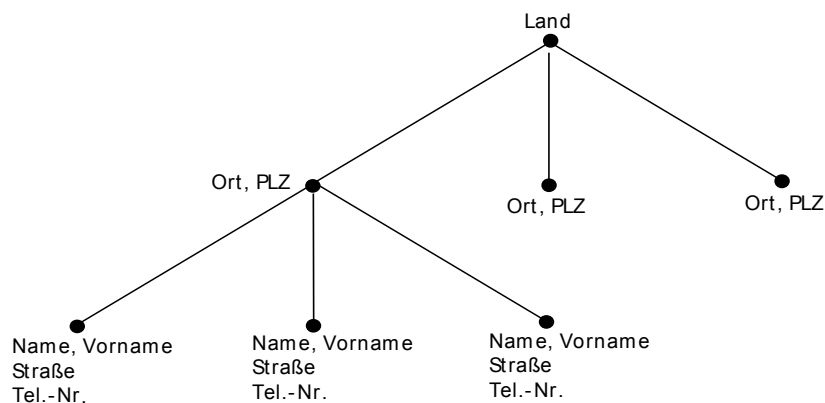 Land
Ort, PLZ
Ort, PLZ
Ort, PLZ
Name, Vorname
Straße
Tel.-Nr.
Name, Vorname
Straße
Tel.-Nr.
Name, Vorname
Straße
Tel.-Nr.